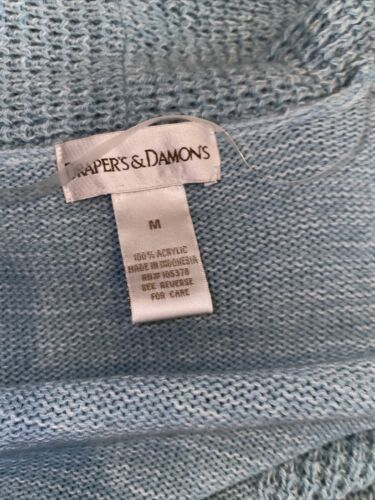 DRAPER'S & DAMON'S
M
100% ACRYLIC
MADE IN INDONESIA
RN# 105378
SEE REVERSE
FOR CARE